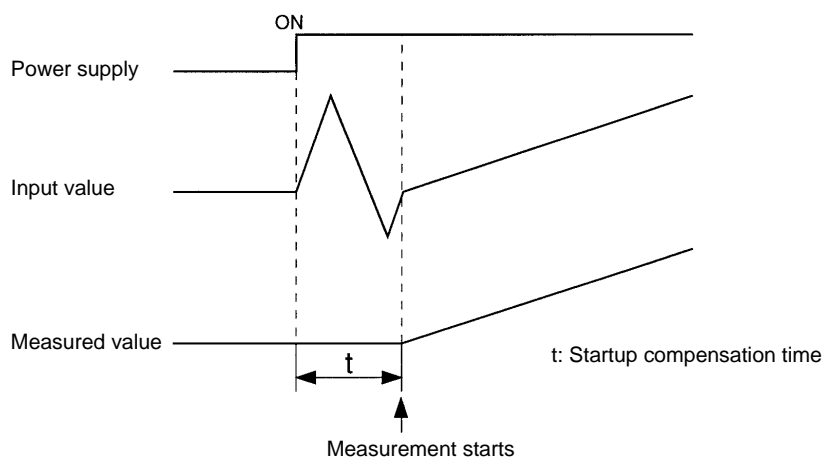 ON
Power supply
Input value
Measured value
t
t: Startup compensation time
Measurement starts